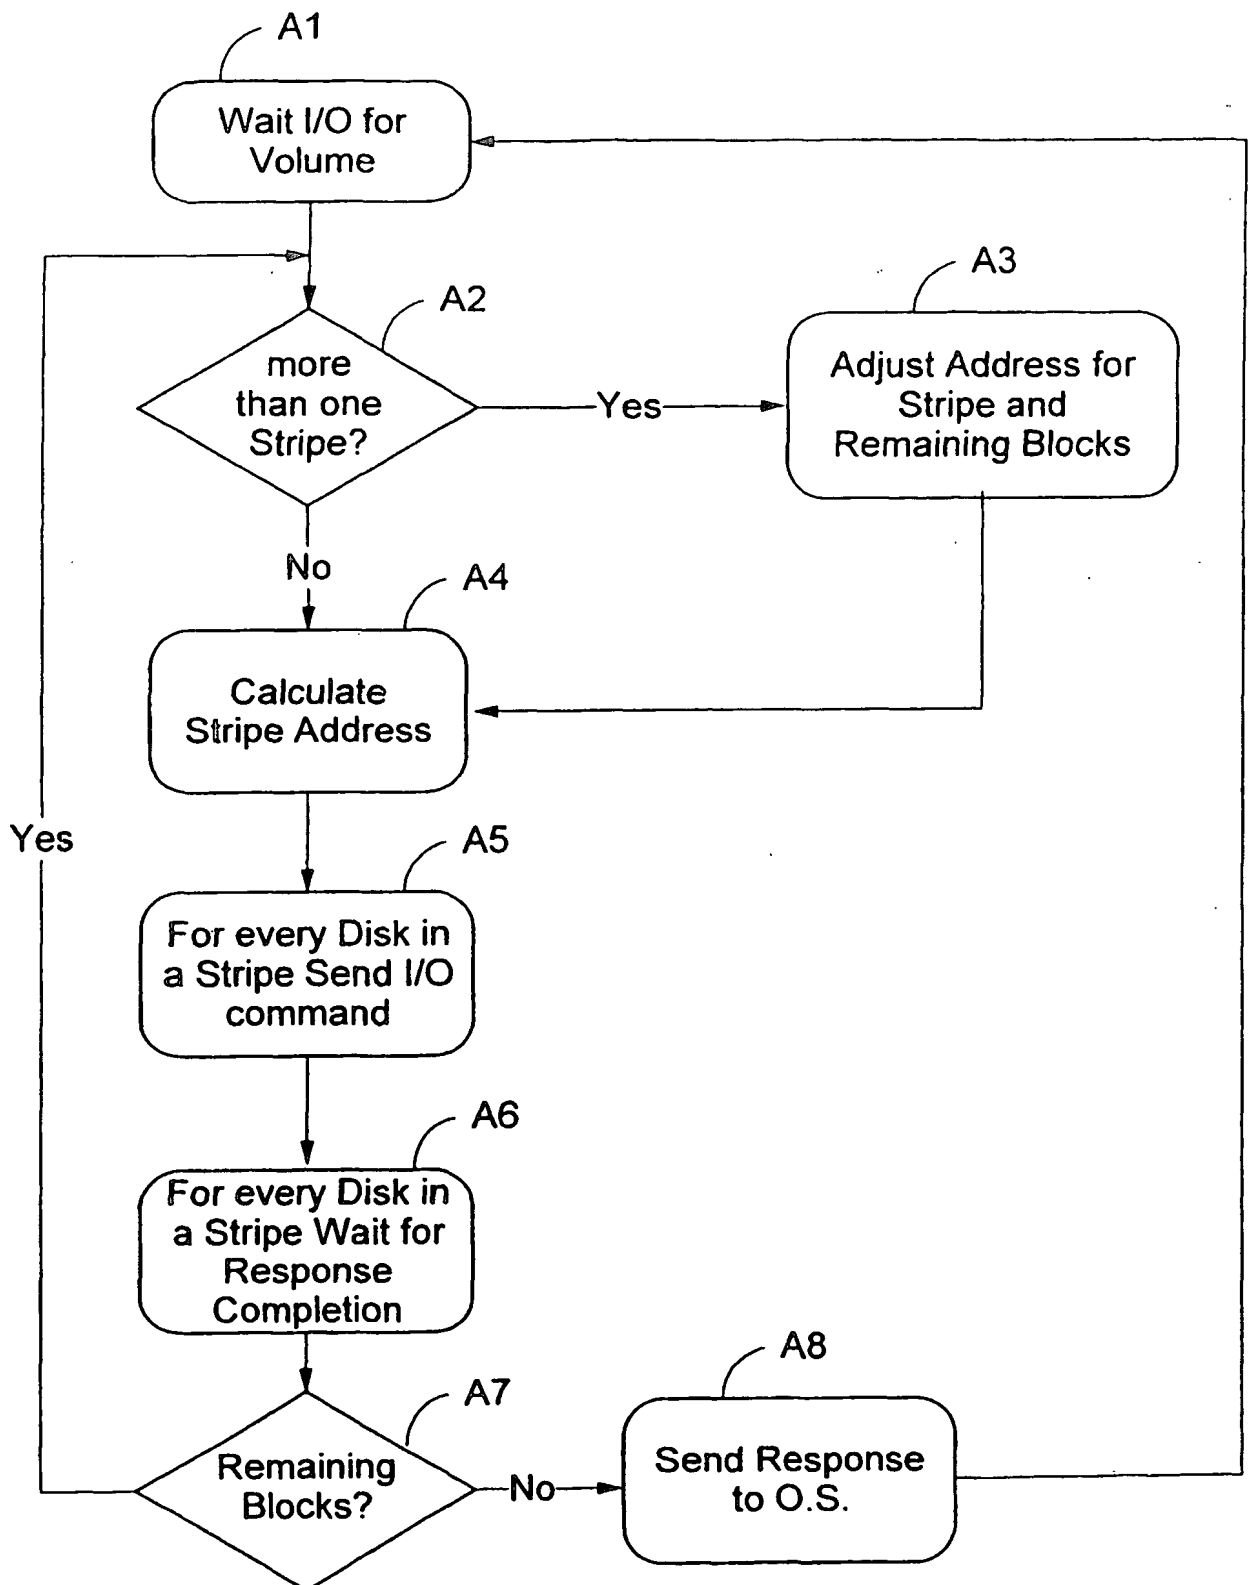 A1
Wait I/O for
Volume
A2
more
than one
Stripe?
Yes
A3
Adjust Address for
Stripe and
Remaining Blocks
No
A4
Calculate
Stripe Address
Yes
A5
For every Disk in
a Stripe Send I/O
command
A6
For every Disk in
a Stripe Wait for
Response
Completion
A7
Remaining
Blocks?
No
A8
Send Response
to O.S.